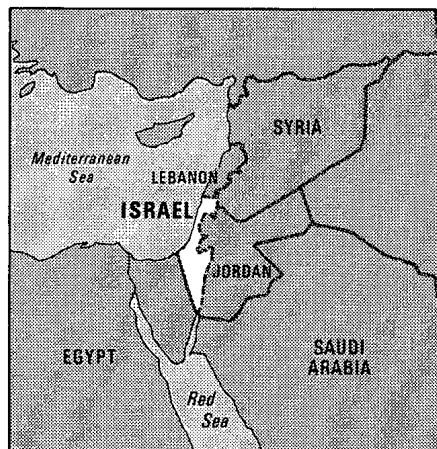 SYRIA
Mediterranean
Sea
LEBANON
ISRAEL
JORDAN
EGYPT
SAUDI
ARABIA
Red
Sea